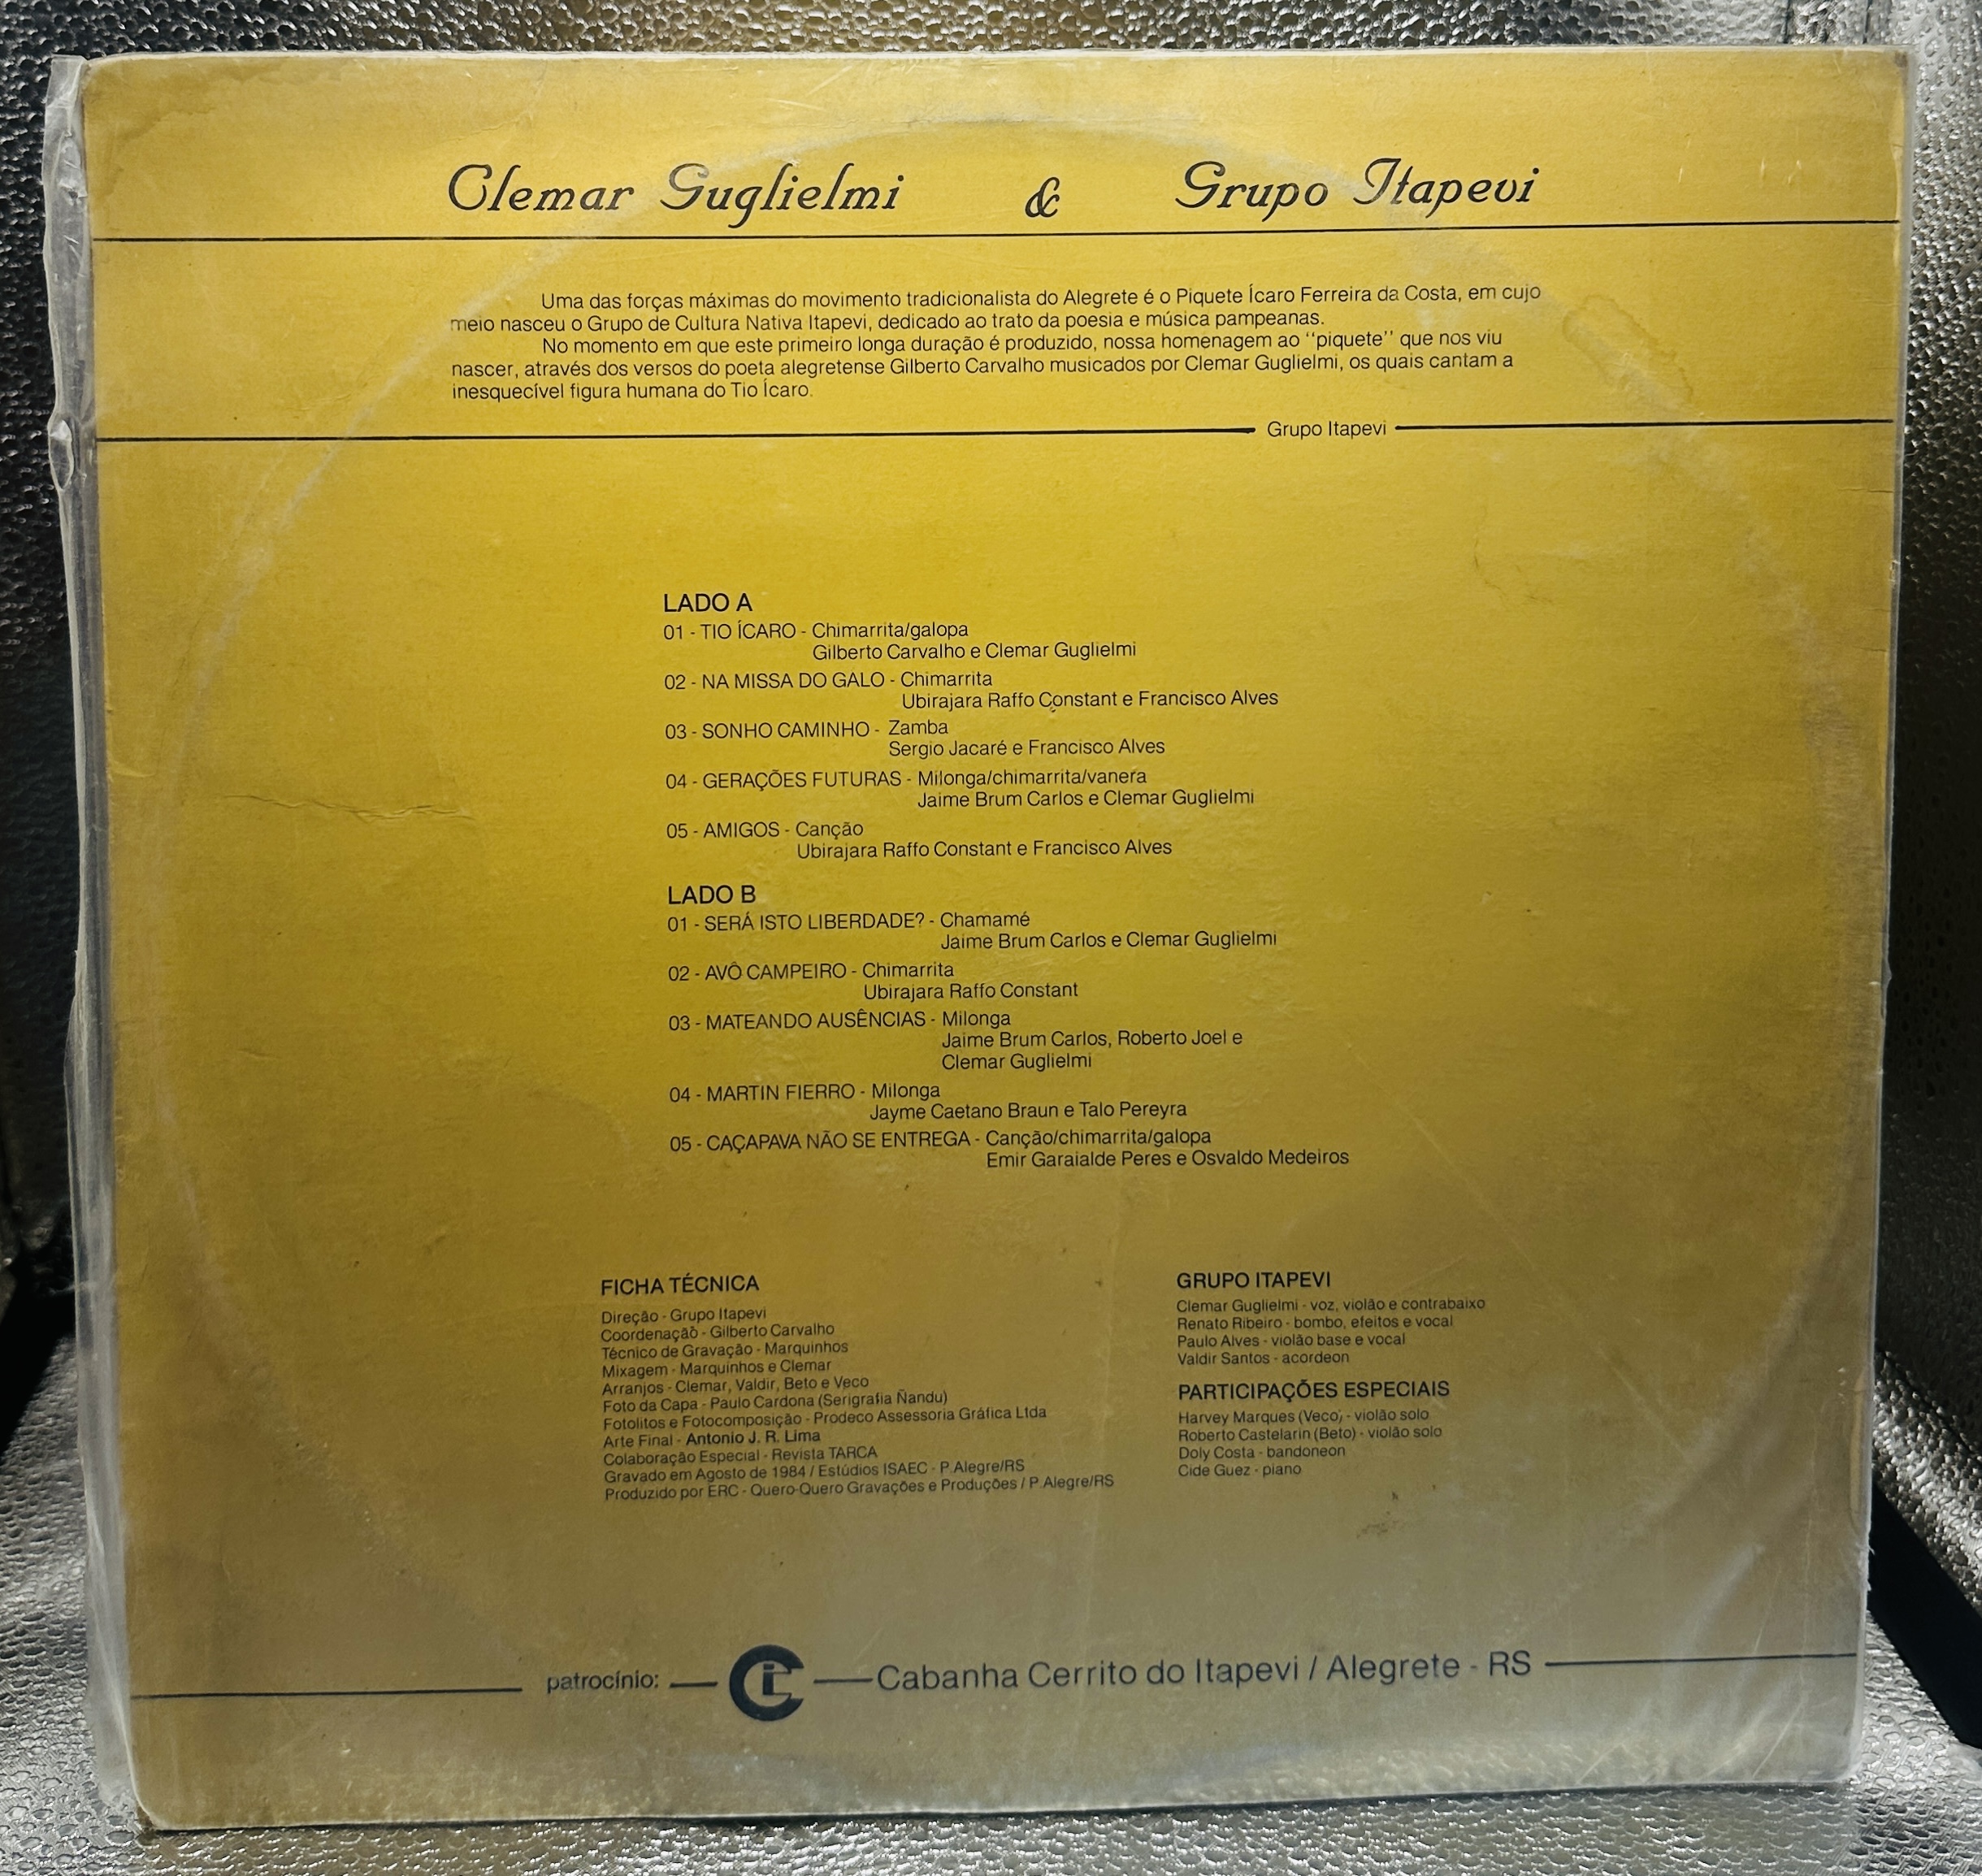 Clemar Guglielmi & Grupo Itapevi
Uma das forças máximas do movimento tradicionalista do Alegrete é o Piquete Ícaro Ferreira da Costa, em cujo
meio nasceu o Grupo de Cultura Nativa Itapevi, dedicado ao trato da poesia e música pampeanas.
No momento em que este primeiro longa duração é produzido, nossa homenagem ao "piquete" que nos viu
nascer, através dos versos do poeta alegretense Gilberto Carvalho musicados por Clemar Guglielmi, os quais cantam a
inesquecível figura humana do Tio Ícaro.
Grupo Itapevi
LADO A
01 - TIO ÍCARO - Chimarrita/galopa
Gilberto Carvalho e Clemar Guglielmi
02 - NA MISSA DO GALO - Chimarrita
Ubirajara Raffo Constant e Francisco Alves
03 - SONHO CAMINHO - Zamba
Sergio Jacaré e Francisco Alves
04 - GERAÇÕES FUTURAS - Milonga/chimarrita/vanera
Jaime Brum Carlos e Clemar Guglielmi
05 - AMIGOS - Canção
Ubirajara Raffo Constant e Francisco Alves
LADO B
01 - SERÁ ISTO LIBERDADE? - Chamamé
Jaime Brum Carlos e Clemar Guglielmi
02 - AVÔ CAMPEIRO - Chimarrita
Ubirajara Raffo Constant
03 - MATEANDO AUSÊNCIAS - Milonga
Jaime Brum Carlos, Roberto Joel e
Clemar Guglielmi
04 - MARTIN FIERRO - Milonga
Jayme Caetano Braun e Talo Pereyra
05 - CAÇAPAVA NÃO SE ENTREGA - Canção/chimarrita/galopa
Emir Garaialde Peres e Osvaldo Medeiros
FICHA TÉCNICA
Direção - Grupo Itapevi
Coordenação - Gilberto Carvalho
Técnico de Gravação - Marquinhos
Mixagem - Marquinhos e Clemar
Arranjos - Clemar, Valdir, Beto e Veco
Foto da Capa - Paulo Cardona (Serigrafia Ñandu)
Fotolitos e Fotocomposição - Prodeco Assessoria Gráfica Ltda
Arte Final - Antonio J. R. Lima
Colaboração Especial - Revista TARCA
Gravado em Agosto de 1984 / Estúdios ISAEC - P.Alegre/RS
Produzido por ERC - Quero-Quero Gravações e Produções / P.Alegre/RS
GRUPO ITAPEVI
Clemar Guglielmi - voz, violão e contrabaixo
Renato Ribeiro - bombo, efeitos e vocal
Paulo Alves - violão base e vocal
Valdir Santos - acordeon
PARTICIPAÇÕES ESPECIAIS
Harvey Marques (Veco) - violão solo
Roberto Castelarin (Beto) - violão solo
Doly Costa - bandoneon
Cide Guez - piano
patrocínio: Ci Cabanha Cerrito do Itapevi / Alegrete - RS